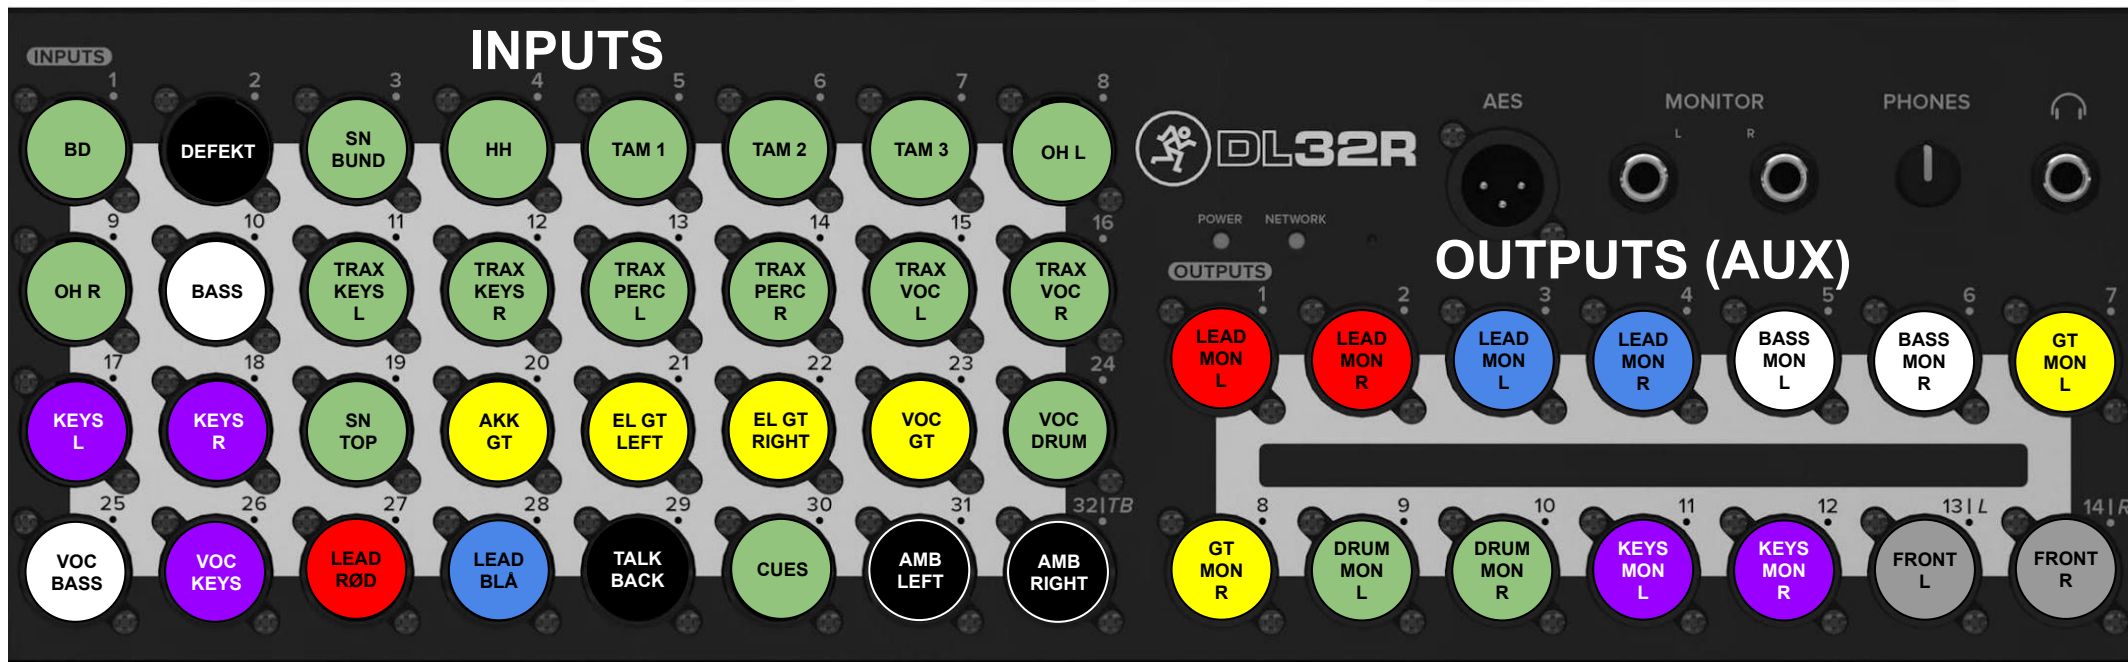 INPUTS
INPUTS
1 2 3 4 5 6 7 8
BD
DEFEKT
SN
BUND
HH
TAM 1
TAM 2
TAM 3
OH L
9 10 11 12 13 14 15 16
OH R
BASS
TRAX
KEYS
L
TRAX
KEYS
R
TRAX
PERC
L
TRAX
PERC
R
TRAX
VOC
L
TRAX
VOC
R
17 18 19 20 21 22 23 24
KEYS
L
KEYS
R
SN
TOP
AKK
GT
EL GT
LEFT
EL GT
RIGHT
VOC
GT
VOC
DRUM
25 26 27 28 29 30 31 32|TB
VOC
BASS
VOC
KEYS
LEAD
RØD
LEAD
BLÅ
TALK
BACK
CUES
AMB
LEFT
AMB
RIGHT
DL32R
AES
MONITOR
L R
PHONES
POWER NETWORK
OUTPUTS (AUX)
OUTPUTS
1 2 3 4 5 6 7
LEAD
MON
L
LEAD
MON
R
LEAD
MON
L
LEAD
MON
R
BASS
MON
L
BASS
MON
R
GT
MON
L
8 9 10 11 12 13|L 14|R
GT
MON
R
DRUM
MON
L
DRUM
MON
R
KEYS
MON
L
KEYS
MON
R
FRONT
L
FRONT
R